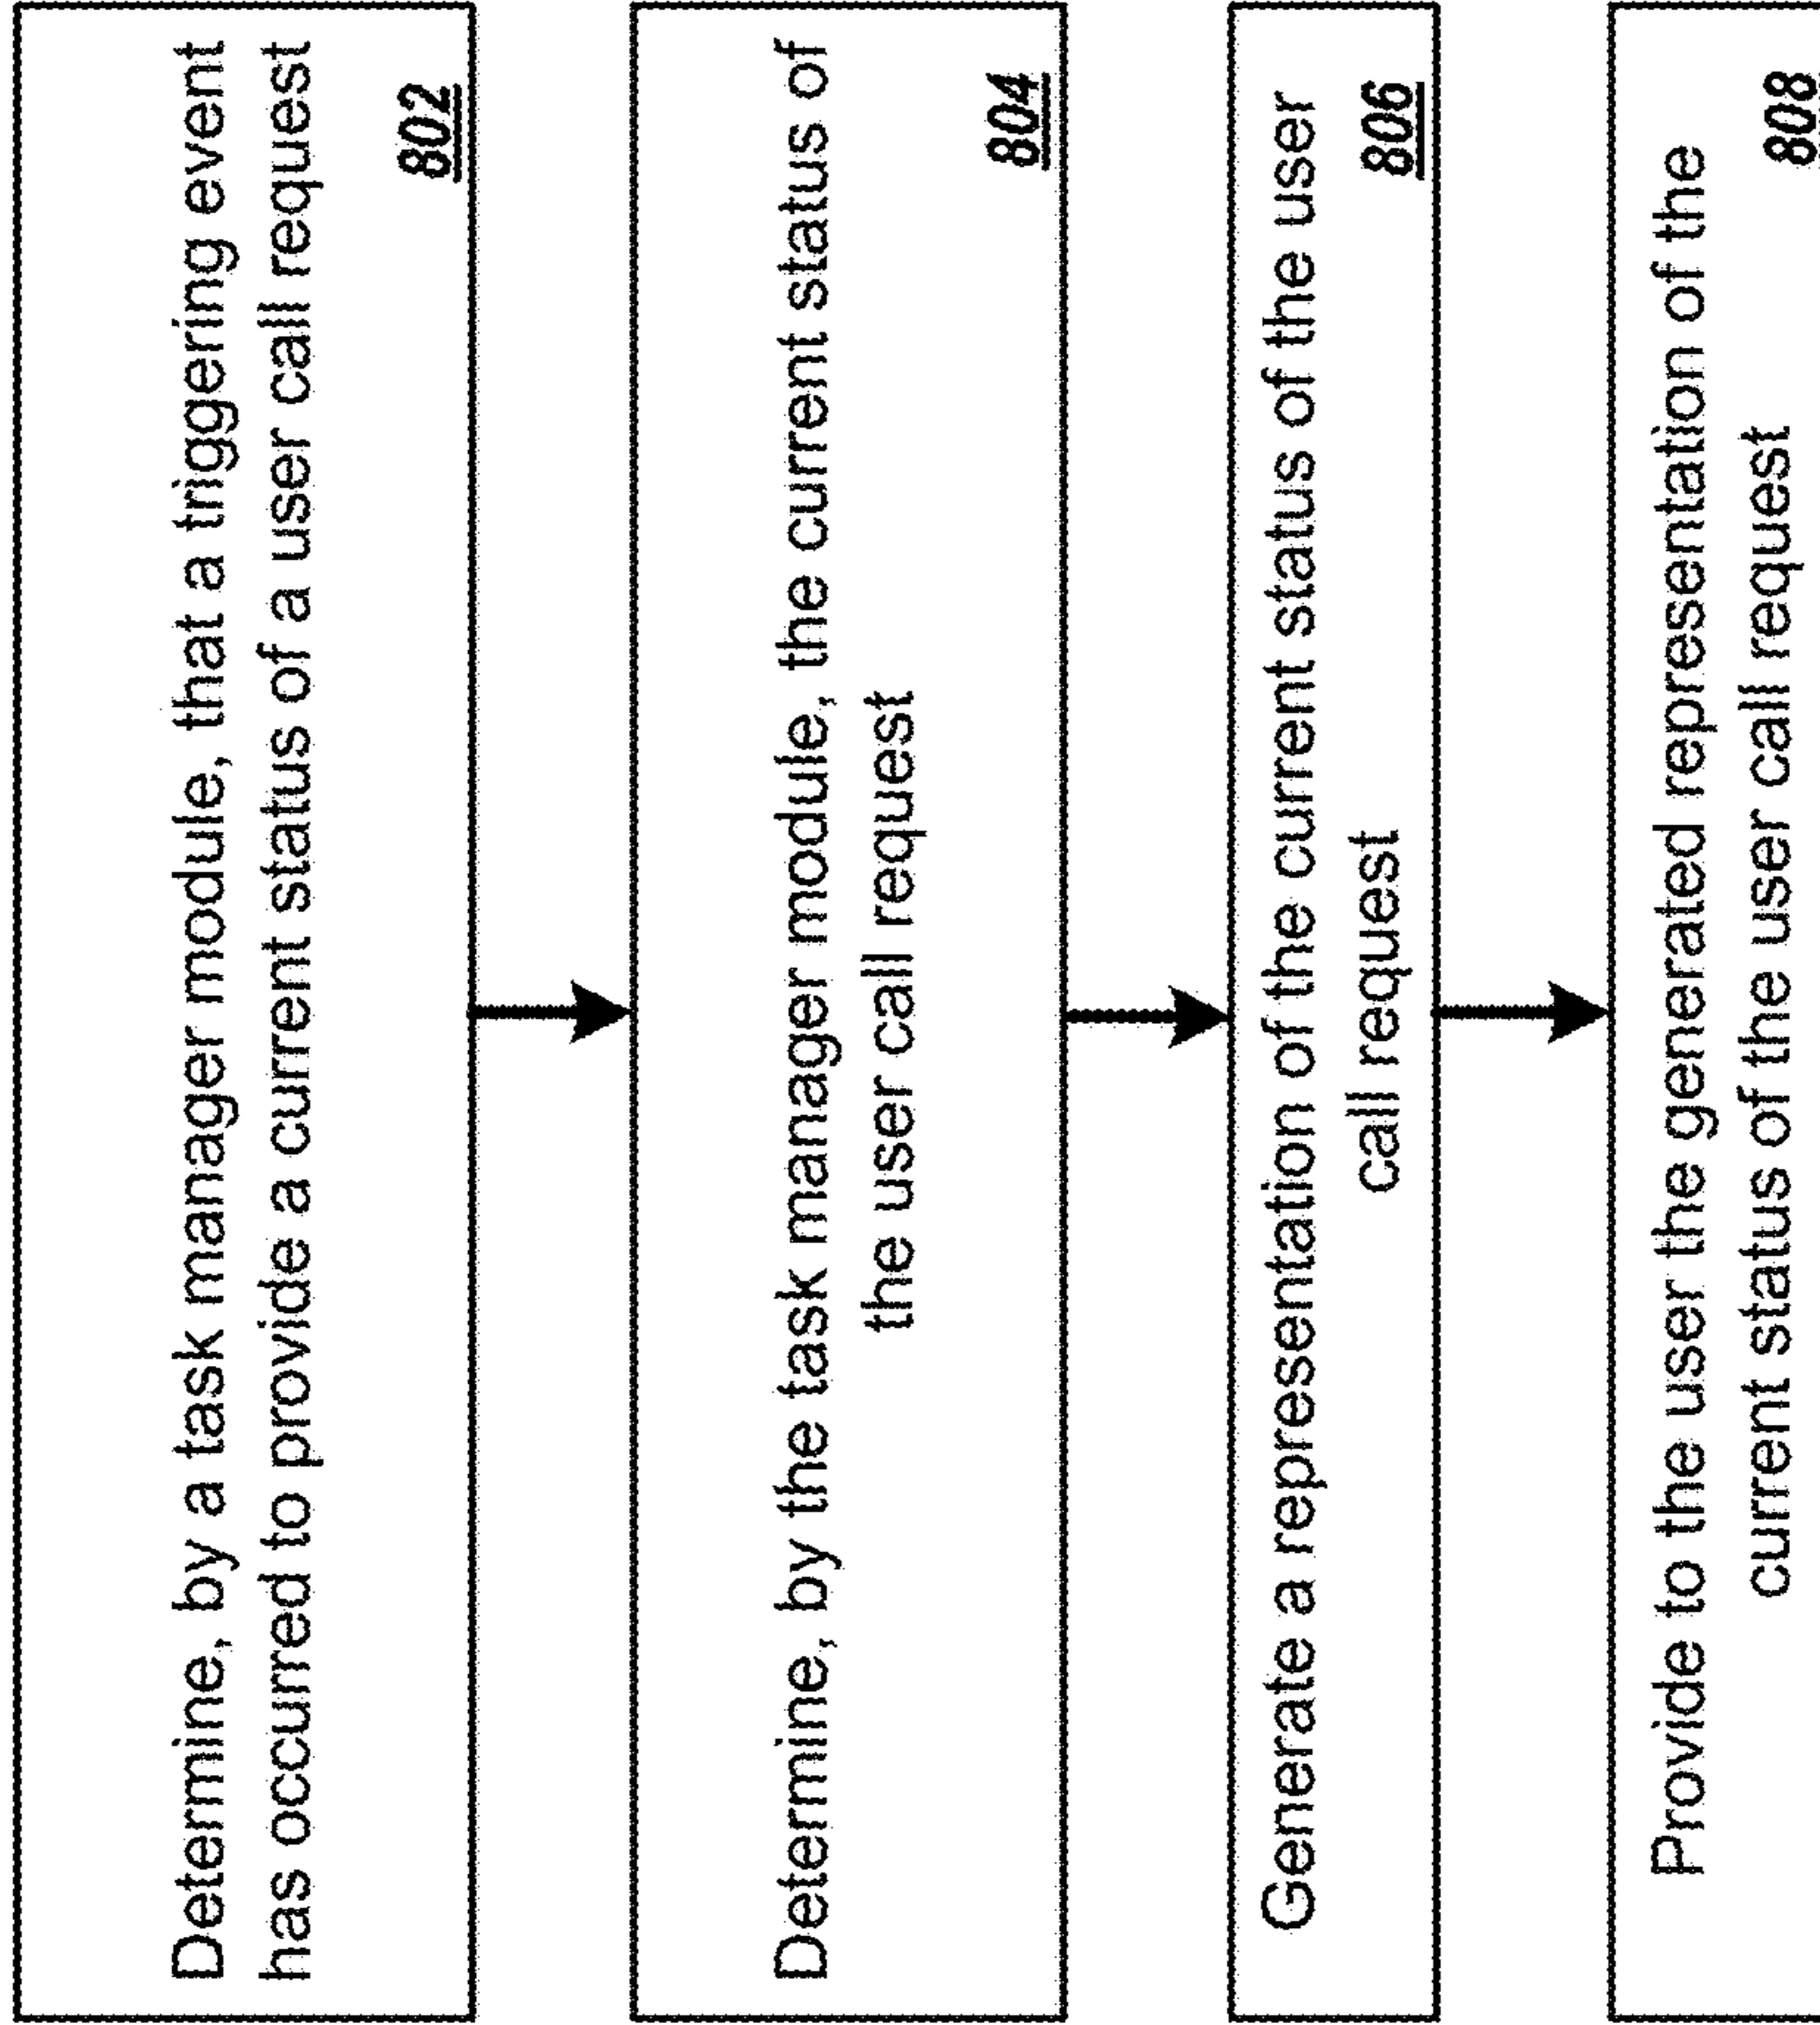 Determine, by a task manager module, that a triggering event
has occurred to provide a current status of a user call request
802
Determine, by the task manager module, the current status of
the user call request
804
Generate a representation of the current status of the user
call request
806
Provide to the user the generated representation of the
current status of the user call request
808